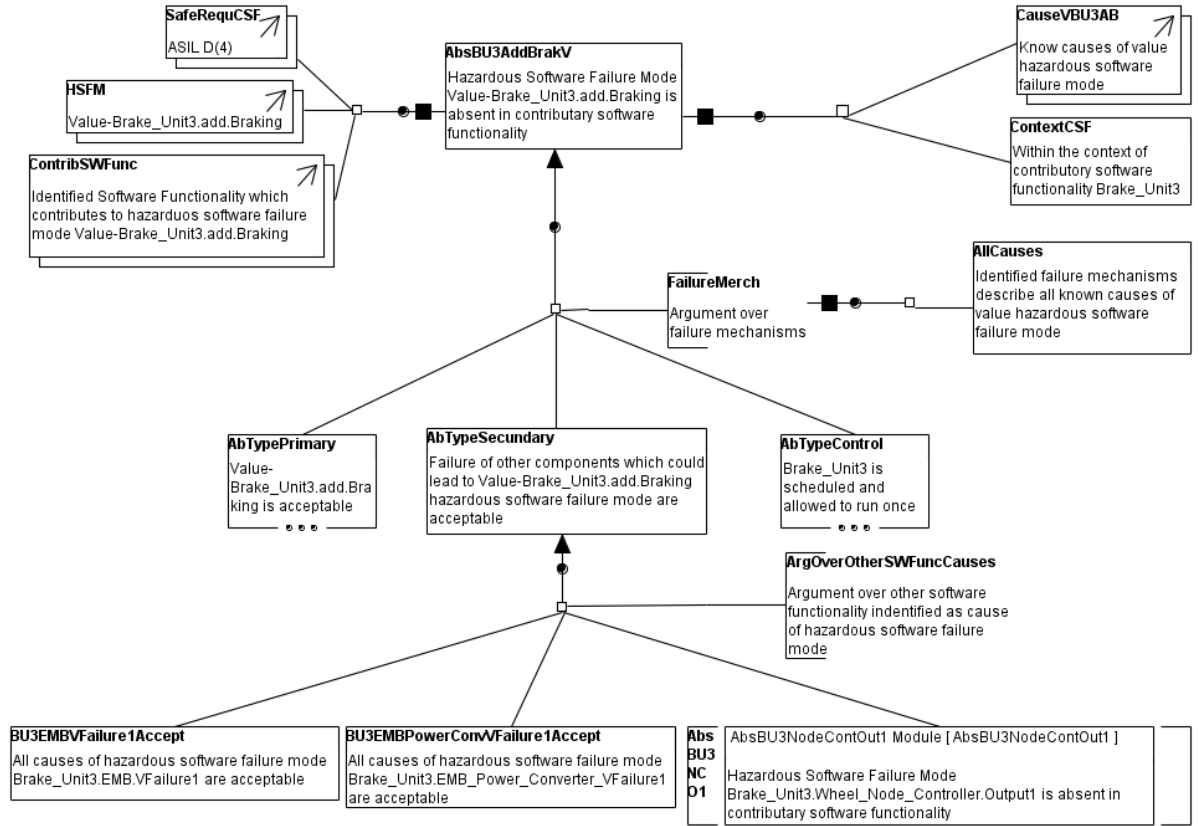 SafeRequCSF
ASIL D(4)
HSFM
Value-Brake_Unit3.add.Braking
ContribSWFunc
Identified Software Functionality which
contributes to hazarduos software failure
mode Value-Brake_Unit3.add.Braking
AbsBU3AddBrakV
Hazardous Software Failure Mode
Value-Brake_Unit3.add.Braking is
absent in contributary software
functionality
CauseVBU3AB
Know causes of value
hazardous software
failure mode
ContextCSF
Within the context of
contributory software
functionality Brake_Unit3
FailureMerch
Argument over
failure mechanisms
AllCauses
Identified failure mechanisms
describe all known causes of
value hazardous software
failure mode
AbTypePrimary
Value-
Brake_Unit3.add.Bra
king is acceptable
AbTypeSecundary
Failure of other components which could
lead to Value-Brake_Unit3.add.Braking
hazardous software failure mode are
acceptable
AbTypeControl
Brake_Unit3 is
scheduled and
allowed to run once
ArgOverOtherSWFuncCauses
Argument over other software
functionality indentified as cause
of hazardous software failure
mode
BU3EMBVFailure1Accept
All causes of hazardous software failure mode
Brake_Unit3.EMB.VFailure1 are acceptable
BU3EMBPowerConvVFailure1Accept
All causes of hazardous software failure mode
Brake_Unit3.EMB_Power_Converter_VFailure1
are acceptable
Abs
BU3
NC
O1
AbsBU3NodeContOut1 Module [ AbsBU3NodeContOut1 ]
Hazardous Software Failure Mode
Brake_Unit3.Wheel_Node_Controller.Output1 is absent in
contributary software functionality